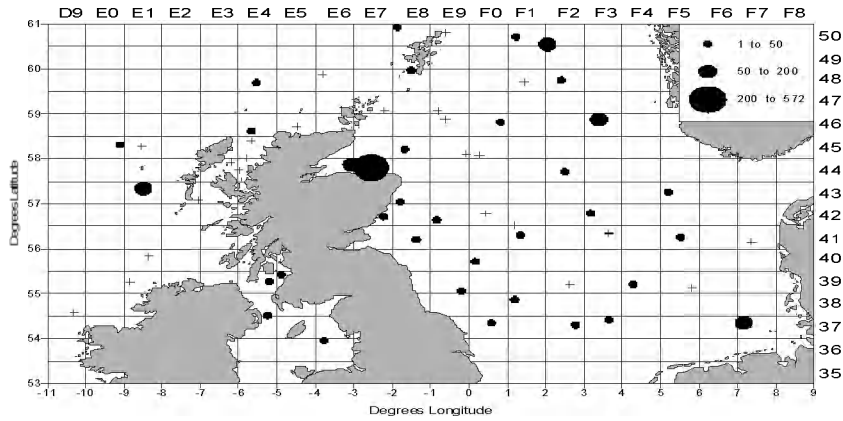 D9 E0 E1 E2 E3 E4 E5 E6 E7 E8 E9 F0 F1 F2 F3 F4 F5 F6 F7 F8
61 50
1 to 50
49
60 50 to 200 48
200 to 572 47
59 46
45
58 44
43
57 42
41
56 40
39
55 38
37
54 36
35
53
-11 -10 -9 -8 -7 -6 -5 -4 -3 -2 -1 0 1 2 3 4 5 6 7 8 9
Degrees Latitude
Degrees Longitude